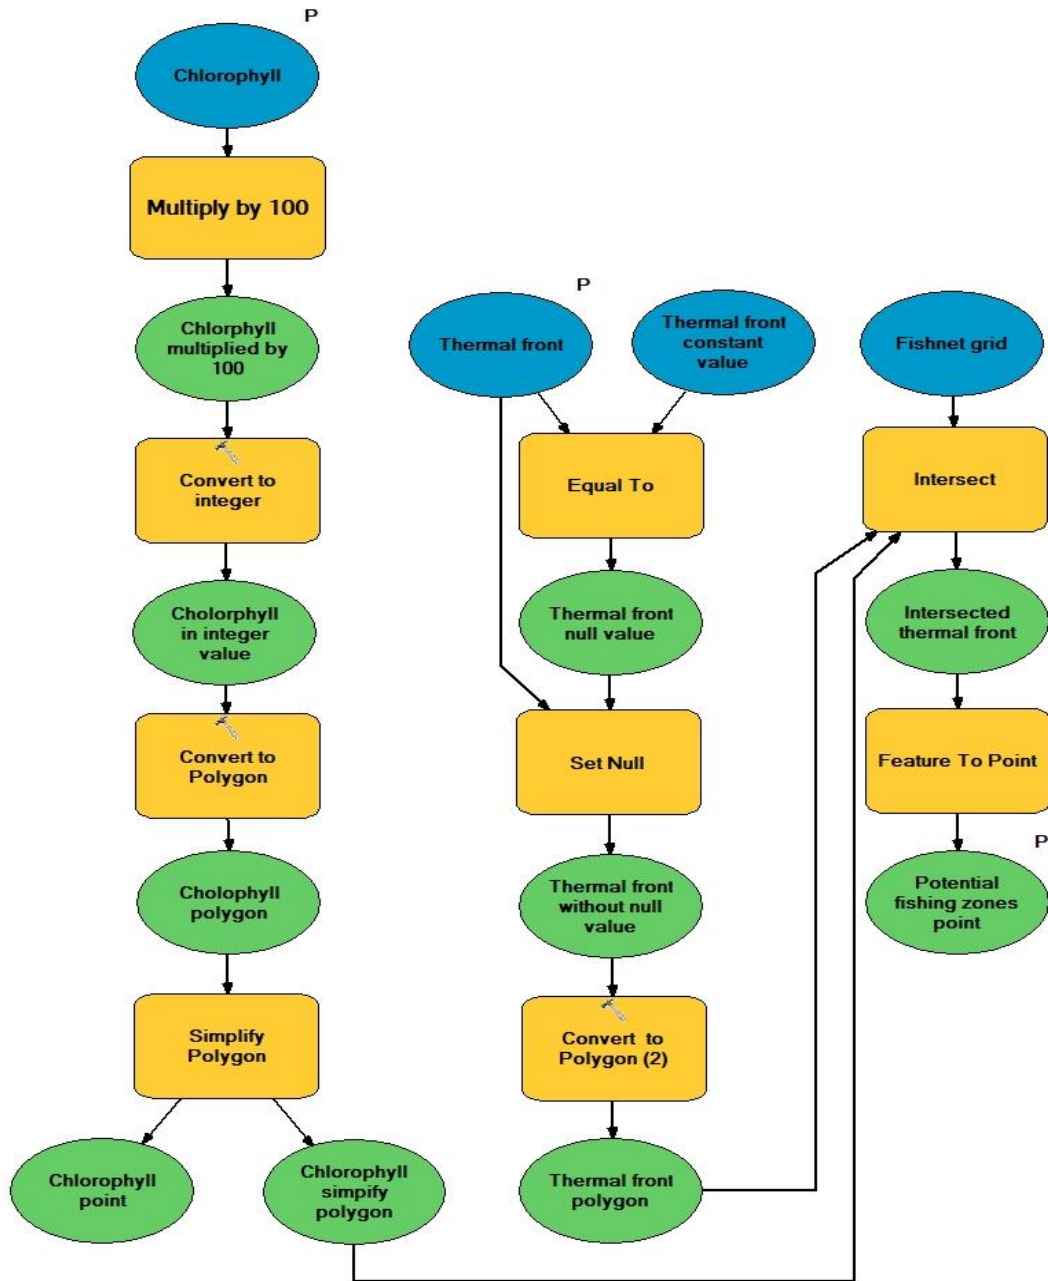 P
Chlorophyll
Multiply by 100
Chlorphyll
multiplied by
100
Convert to
integer
Cholorphyll
in integer
value
Convert to
Polygon
Cholophyll
polygon
Simplify
Polygon
Chlorophyll
point
Chlorophyll
simpify
polygon
P
Thermal front
Thermal front
constant
value
Equal To
Thermal front
null value
Set Null
Thermal front
without null
value
Convert to
Polygon (2)
Thermal front
polygon
Fishnet grid
Intersect
Intersected
thermal front
Feature To Point
P
Potential
fishing zones
point